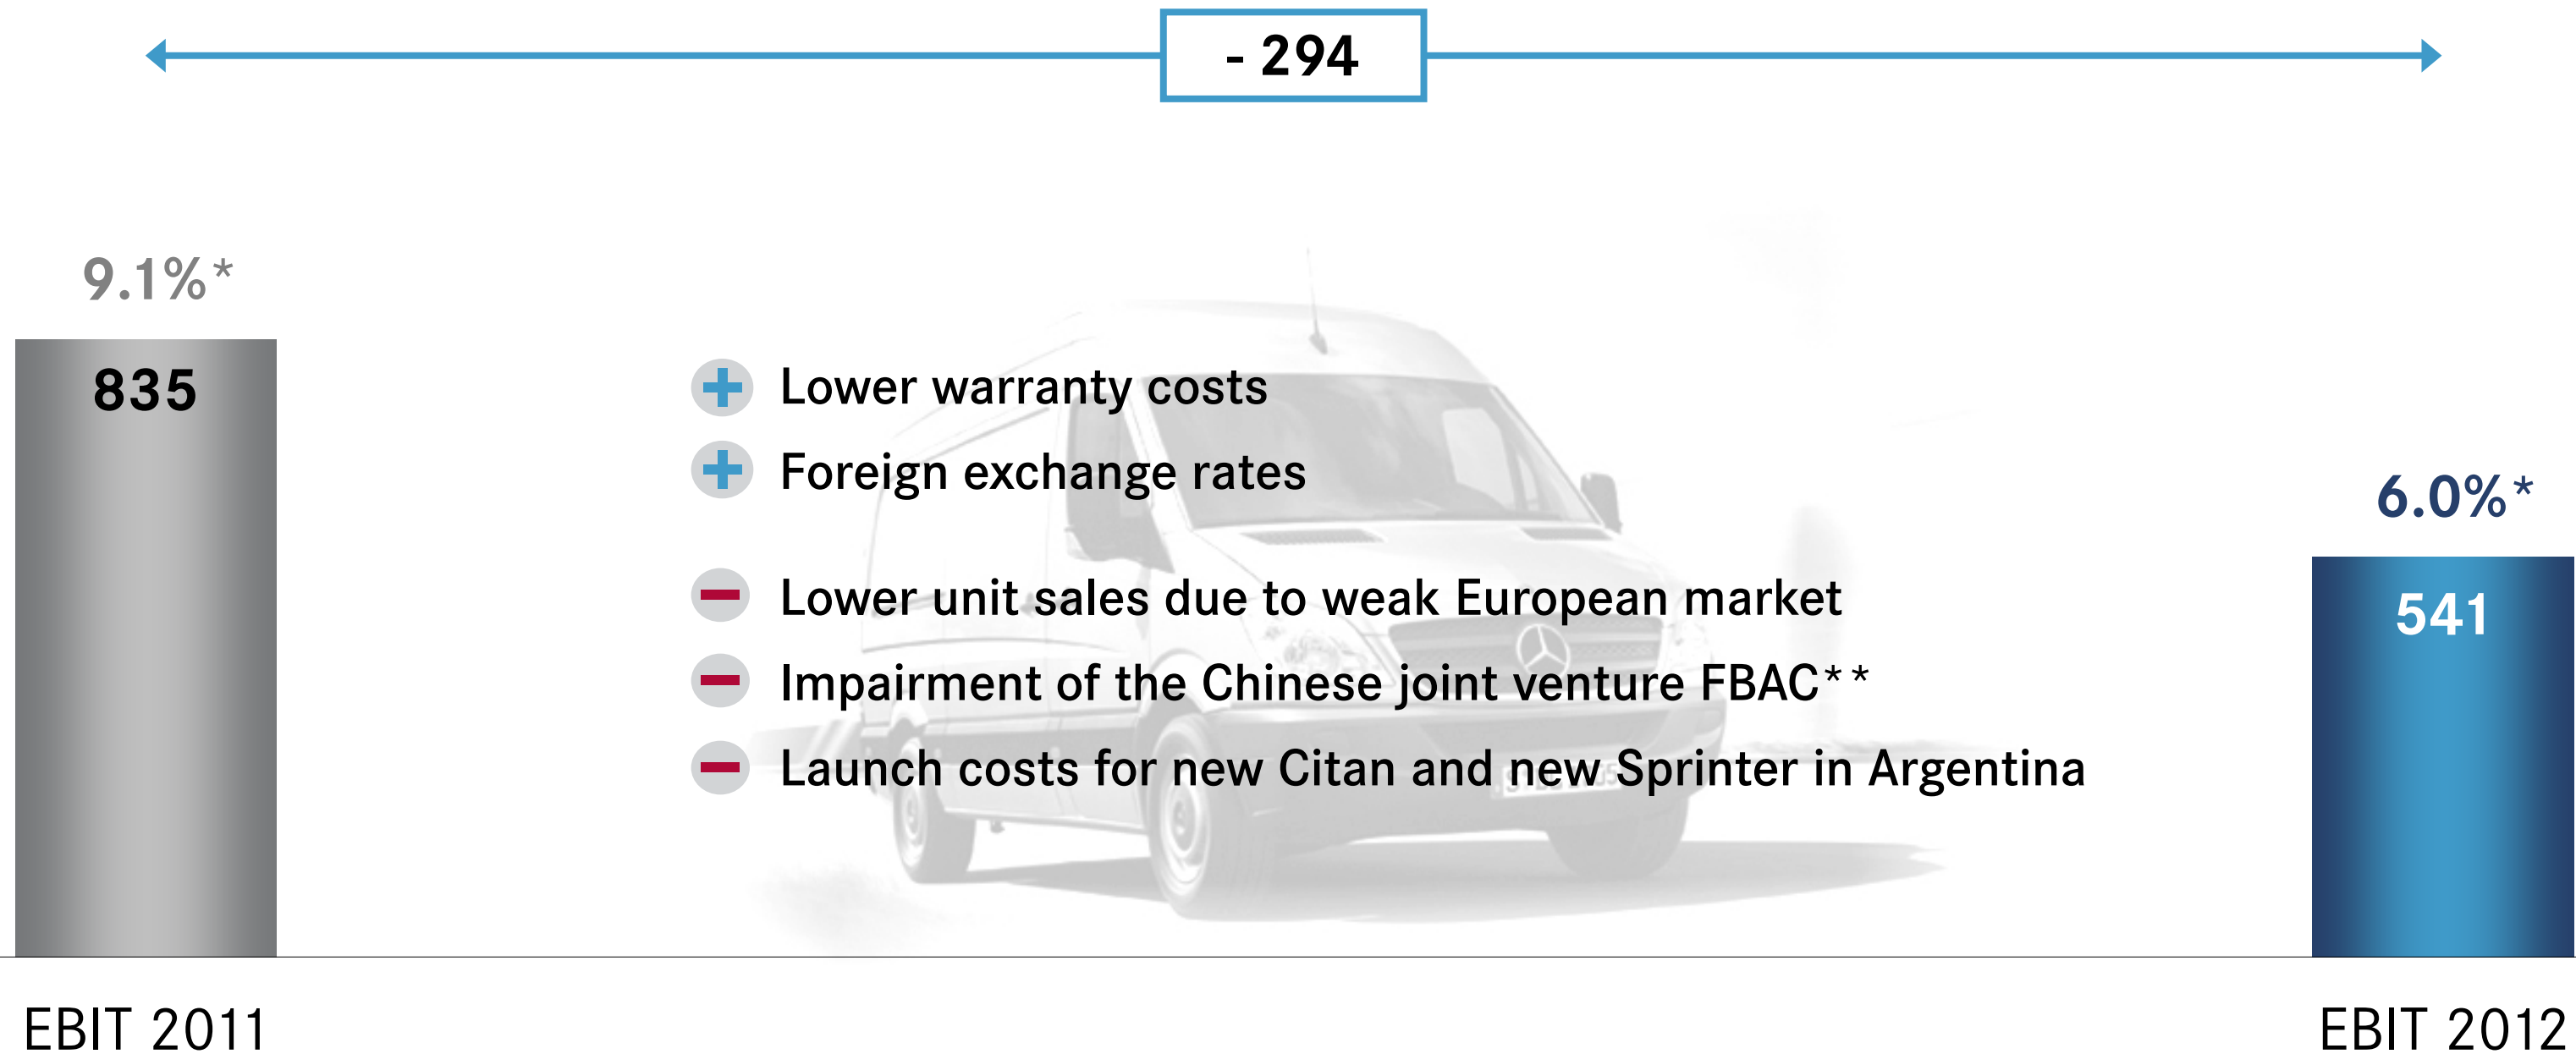 - 294
9.1%*
835
Lower warranty costs
Foreign exchange rates
6.0%*
541
Lower unit sales due to weak European market
Impairment of the Chinese joint venture FBAC**
Launch costs for new Citan and new Sprinter in Argentina
EBIT 2011
EBIT 2012